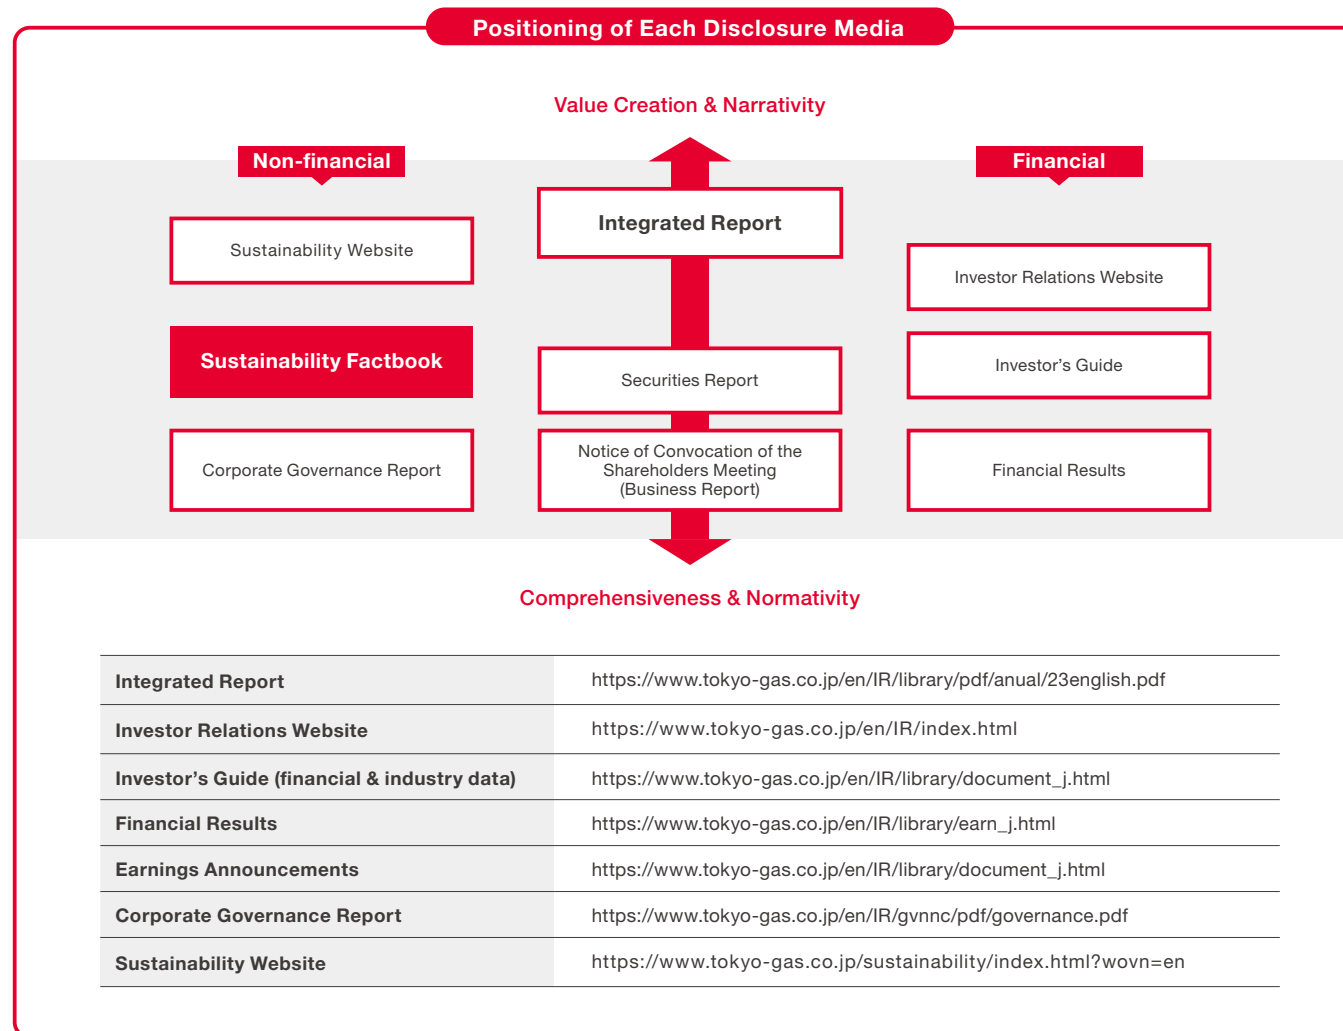 Positioning of Each Disclosure Media
Value Creation & Narrativity
Non-financial
Financial
Integrated Report
Sustainability Website
Investor Relations Website
Sustainability Factbook
Securities Report
Investor’s Guide
Corporate Governance Report
Notice of Convocation of the
Shareholders Meeting
(Business Report)
Financial Results
Comprehensiveness & Normativity
Integrated Report https://www.tokyo-gas.co.jp/en/IR/library/pdf/anual/23english.pdf
Investor Relations Website https://www.tokyo-gas.co.jp/en/IR/index.html
Investor’s Guide (financial & industry data) https://www.tokyo-gas.co.jp/en/IR/library/document_j.html
Financial Results https://www.tokyo-gas.co.jp/en/IR/library/earn_j.html
Earnings Announcements https://www.tokyo-gas.co.jp/en/IR/library/document_j.html
Corporate Governance Report https://www.tokyo-gas.co.jp/en/IR/gvnnc/pdf/governance.pdf
Sustainability Website https://www.tokyo-gas.co.jp/sustainability/index.html?wovn=en